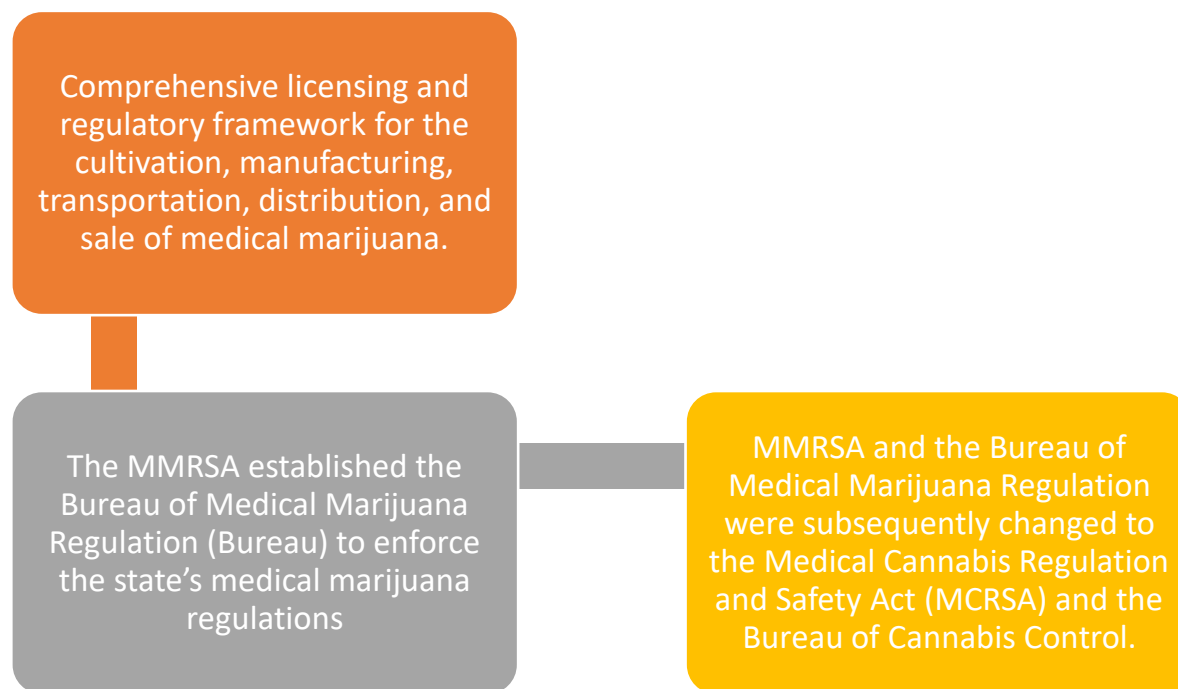 Comprehensive licensing and
regulatory framework for the
cultivation, manufacturing,
transportation, distribution, and
sale of medical marijuana.
The MMRSA established the
Bureau of Medical Marijuana
Regulation (Bureau) to enforce
the state’s medical marijuana
regulations
MMRSA and the Bureau of
Medical Marijuana Regulation
were subsequently changed to
the Medical Cannabis Regulation
and Safety Act (MCRSA) and the
Bureau of Cannabis Control.